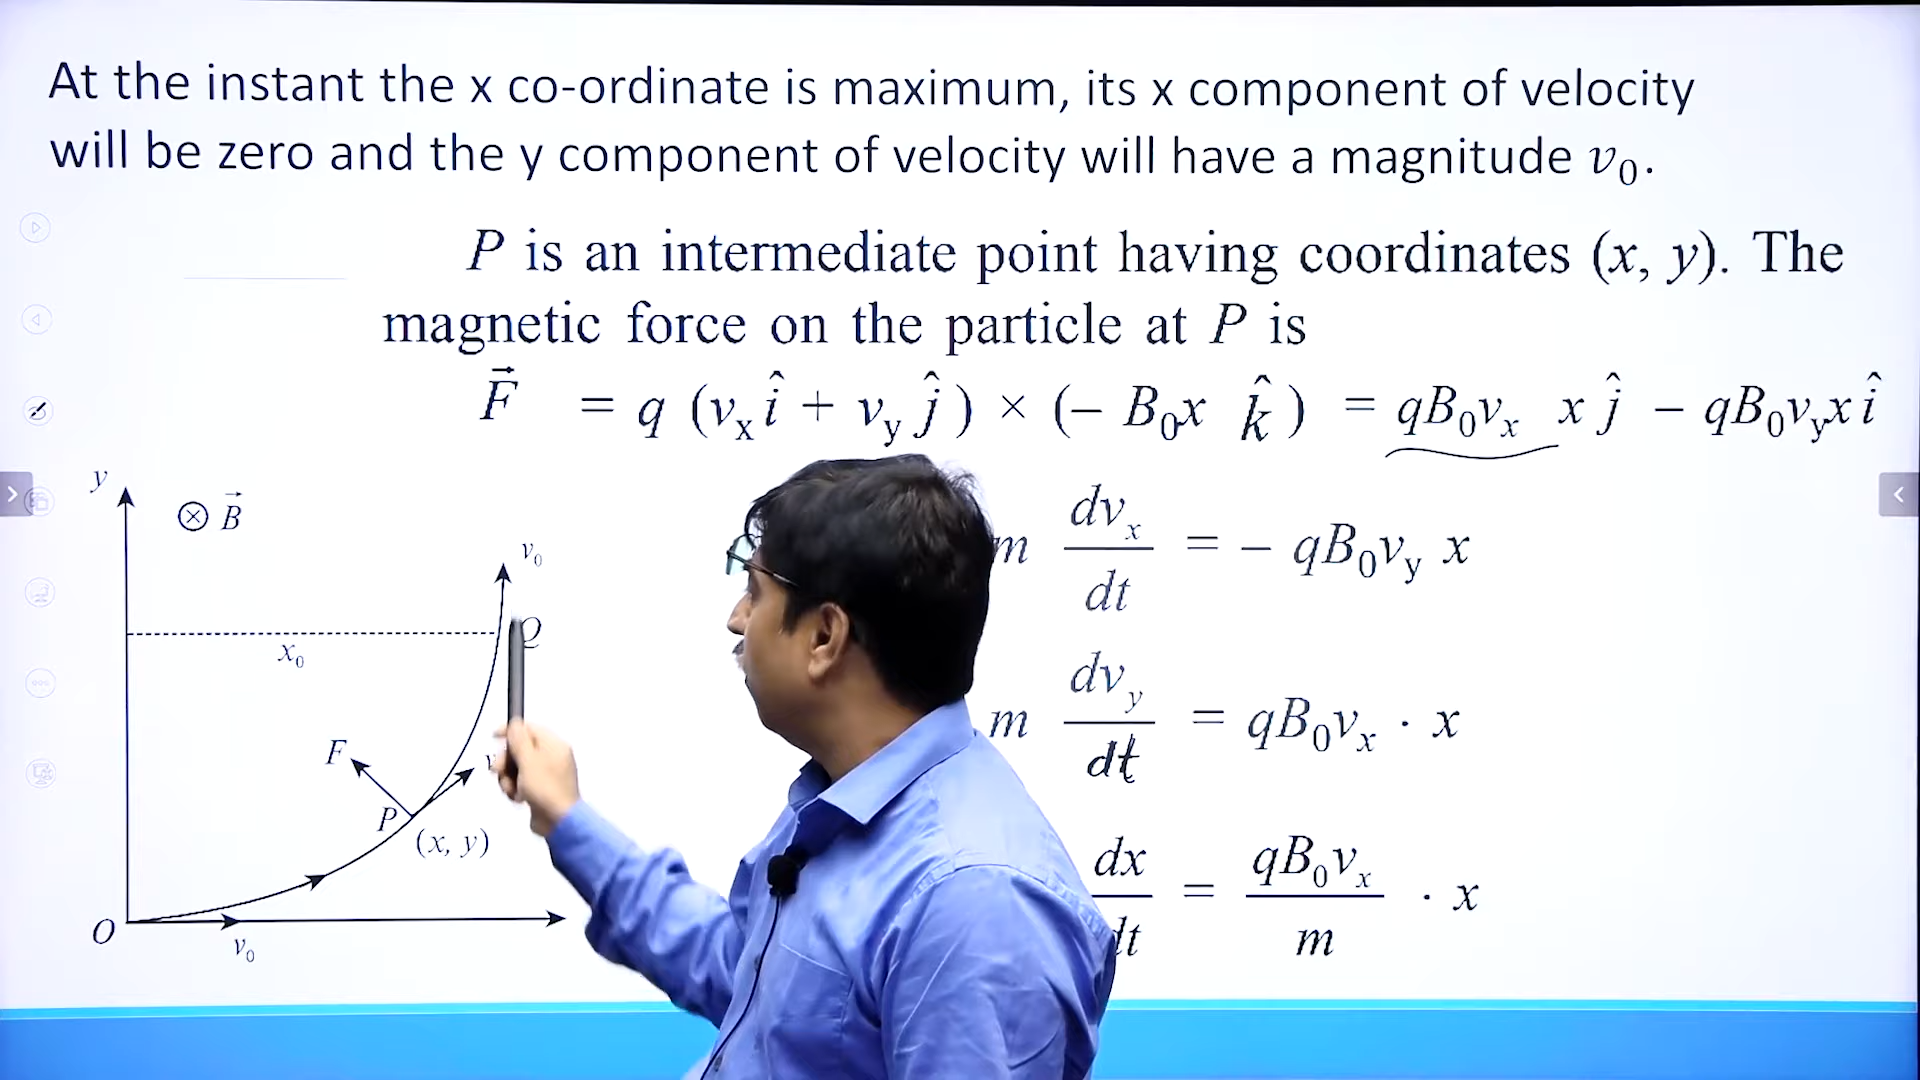 At the instant the x co-ordinate is maximum, its x component of velocity
will be zero and the y component of velocity will have a magnitude v₀.
P is an intermediate point having coordinates (x, y). The
magnetic force on the particle at P is
F⃗ = q (vₓ î + v_y ĵ) × (– B₀x k̂) = qB₀vₓ x ĵ – qB₀v_y x î
y
⊗ B⃗
v₀
Q
x₀
F
P
(x, y)
O
v₀
m dvₓ/dt = – qB₀v_y x
m dv_y/dt = qB₀vₓ · x
dx/dt = qB₀vₓ/m · x